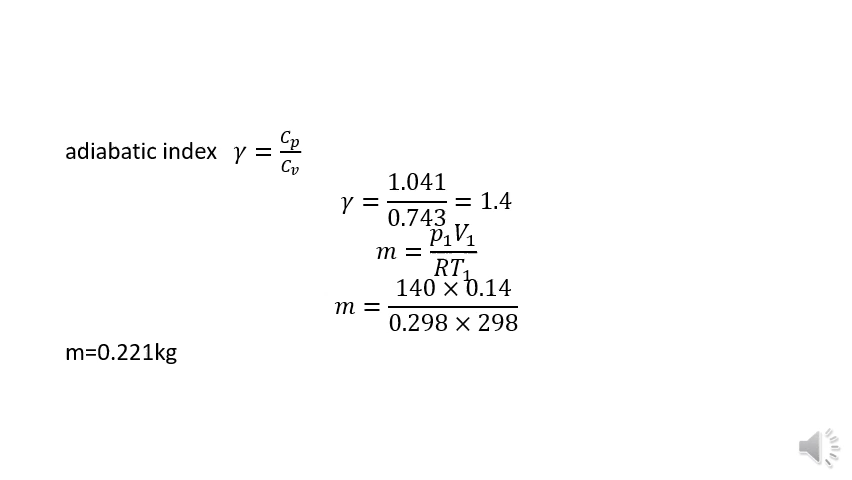 adiabatic index γ = Cp/Cv
γ = 1.041/0.743 = 1.4
m = p₁V₁/RT₁
m = 140 × 0.14/0.298 × 298
m=0.221kg